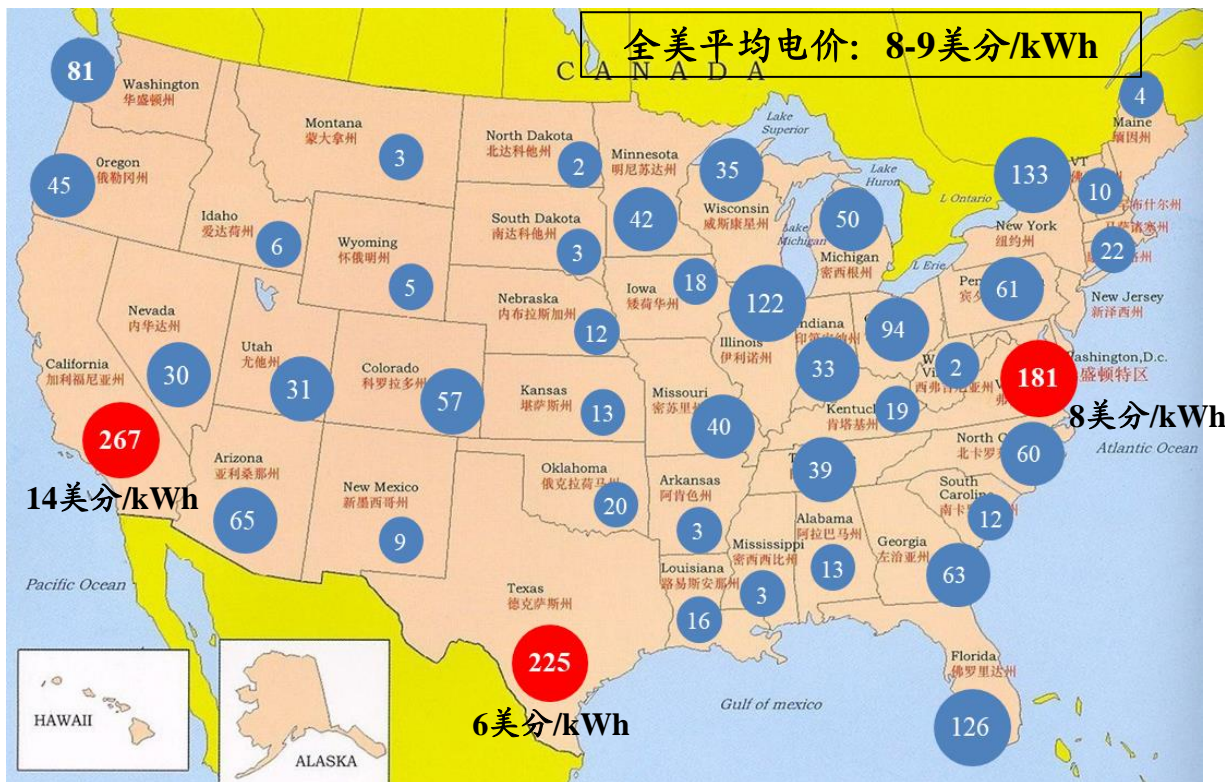 全美平均电价：8-9美分/kWh
CANADA
81
Washington
华盛顿州
Montana
蒙大拿州
3
North Dakota
北达科他州
2
Minnesota
明尼苏达州
Lake
Superior
35
Wisconsin
威斯康星州
Lake
Huron
4
Maine
缅因州
133
VT
10
布什尔州
45
Oregon
俄勒冈州
Idaho
爱达荷州
6
Wyoming
怀俄明州
5
South Dakota
南达科他州
3
42
Lake
Michigan
50
Michigan
密西根州
L Ontario
New York
纽约州
22
L Erie
61
New Jersey
新泽西州
Nevada
内华达州
30
Utah
尤他州
31
Colorado
科罗拉多州
57
Nebraska
内布拉斯加州
12
Iowa
矮荷华州
18
122
Illinois
伊利诺州
Indiana
33
94
2
181
Washington,D.c.
盛顿特区
8美分/kWh
California
加利福尼亚州
267
14美分/kWh
Kansas
堪萨斯州
13
Missouri
40
Kentuck
肯塔基州
19
Atlantic Ocean
Arizona
亚利桑那州
65
New Mexico
新墨西哥州
9
Oklahoma
俄克拉荷马州
20
Arkansas
阿肯色州
3
39
North C
北卡罗
60
South
Carolina
12
Mississippi
密西西比州
3
Alabama
阿拉巴马州
13
Georgia
左治亚州
63
Louisiana
路易斯安那州
16
Texas
德克萨斯州
225
6美分/kWh
Pacific Ocean
HAWAII
ALASKA
Gulf of mexico
Florida
佛罗里达州
126